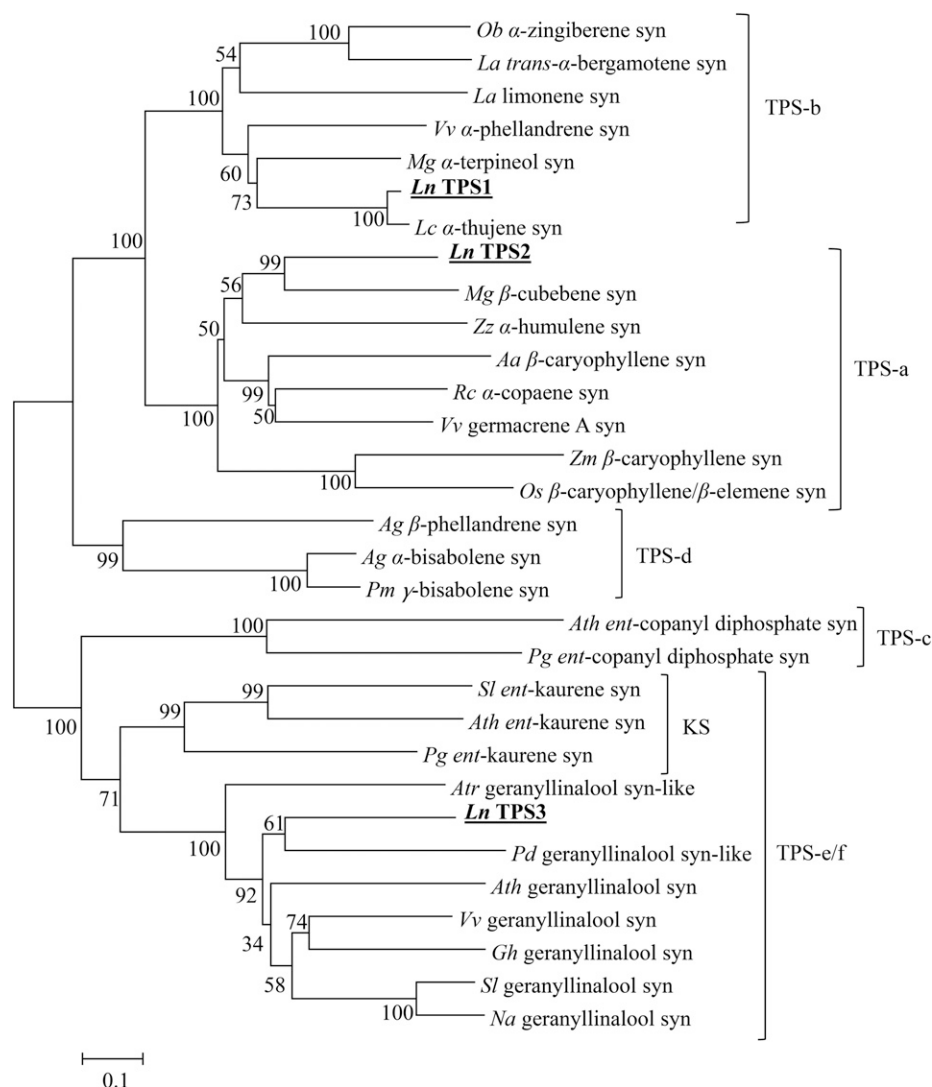 100
Ob α-zingiberene syn
La trans-α-bergamotene syn
54
La limonene syn
100
Vv α-phellandrene syn
60
Mg α-terpineol syn
73
Ln TPS1
100
Lc α-thujene syn
TPS-b
100
Ln TPS2
99
Mg β-cubebene syn
56
Zz α-humulene syn
50
Aa β-caryophyllene syn
99
Rc α-copaene syn
50
Vv germacrene A syn
100
Zm β-caryophyllene syn
100
Os β-caryophyllene/β-elemene syn
TPS-a
Ag β-phellandrene syn
99
Ag α-bisabolene syn
100
Pm γ-bisabolene syn
TPS-d
100
Ath ent-copanyl diphosphate syn
Pg ent-copanyl diphosphate syn
TPS-c
100
99
Sl ent-kaurene syn
99
Ath ent-kaurene syn
Pg ent-kaurene syn
KS
71
Atr geranyllinalool syn-like
100
61
Ln TPS3
Pd geranyllinalool syn-like
92
Ath geranyllinalool syn
34
74
Vv geranyllinalool syn
Gh geranyllinalool syn
58
Sl geranyllinalool syn
100
Na geranyllinalool syn
TPS-e/f
0.1